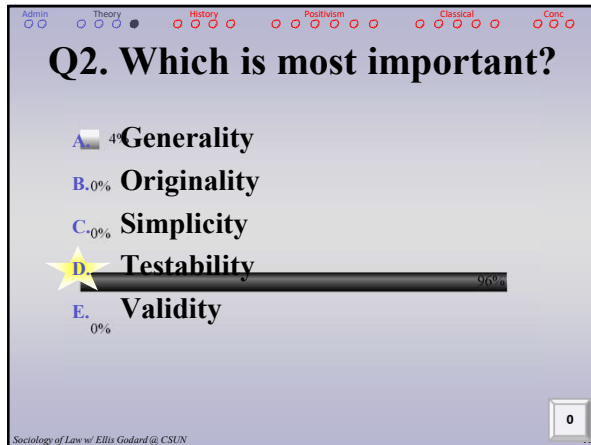 Admin Theory History Positivism Classical Conc
Q2. Which is most important?
A. 4% Generality
B. 0% Originality
C. 0% Simplicity
D. Testability
96%
E. 0% Validity
0
Sociology of Law w/ Ellis Godard @ CSUN